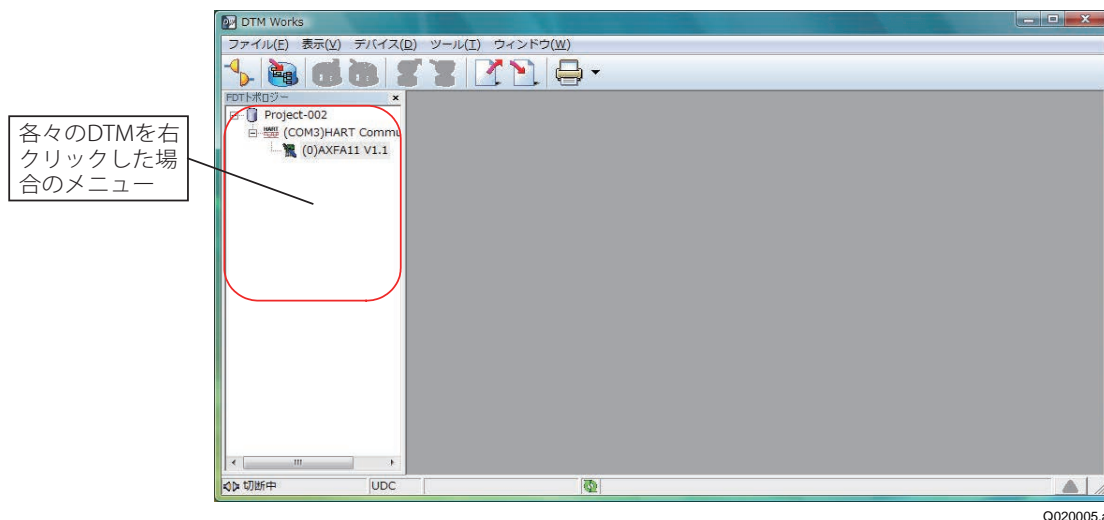 DTM Works
ファイル(F) 表示(V) デバイス(D) ツール(T) ウィンドウ(W)
FDTトポロジー
Project-002
(COM3)HART Commu
(0)AXFA11 V1.1
各々のDTMを右
クリックした場
合のメニュー
切断中
UDC
Q020005.a